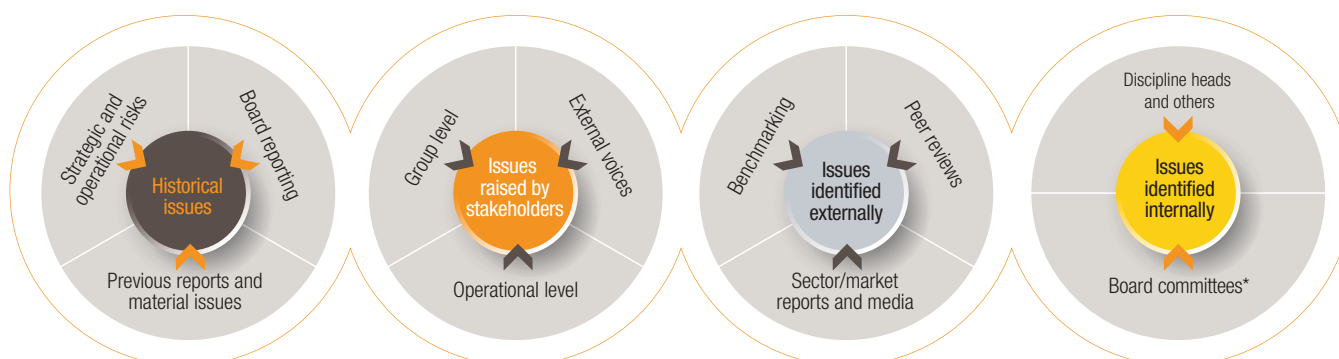 Strategic and
operational risks
Board reporting
Historical
issues
Previous reports and
material issues
Group level
External voices
Issues
raised by
stakeholders
Operational level
Benchmarking
Peer reviews
Issues
identified
externally
Sector/market
reports and media
Discipline heads
and others
Issues
identified
internally
Board committees*